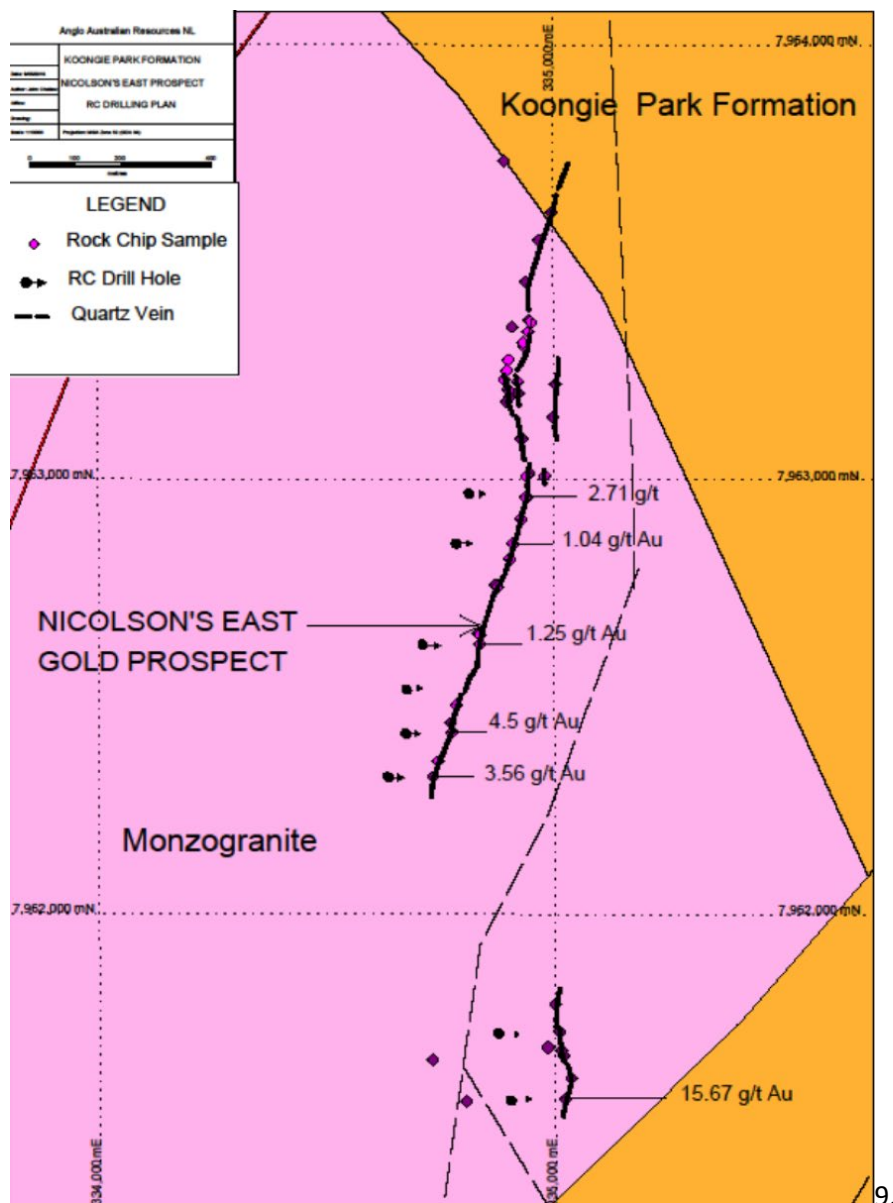 Anglo Australian Resources NL
KOONGIE PARK FORMATION
NICOLSON'S EAST PROSPECT
RC DRILLING PLAN
LEGEND
Rock Chip Sample
RC Drill Hole
Quartz Vein
7,964,000 mN
335,000 mE
Koongie Park Formation
7,963,000 mN
7,963,000 mN
2.71 g/t
1.04 g/t Au
NICOLSON'S EAST
GOLD PROSPECT
1.25 g/t Au
4.5 g/t Au
3.56 g/t Au
Monzogranite
7,962,000 mN
7,962,000 mN
15.67 g/t Au
334,000 mE
335,000 mE